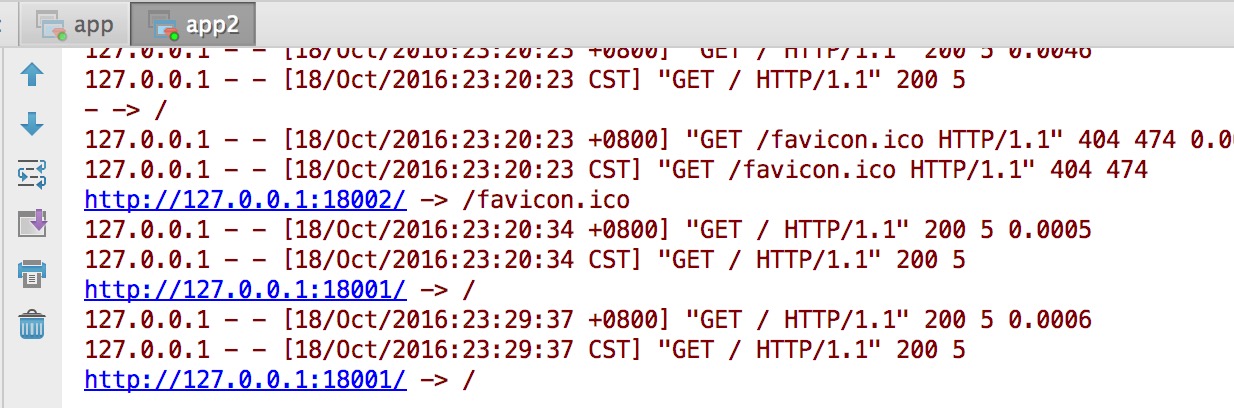 app app2
127.0.0.1 - - [18/Oct/2016:23:20:23 +0800] "GET / HTTP/1.1" 200 5 0.0046
127.0.0.1 - - [18/Oct/2016:23:20:23 CST] "GET / HTTP/1.1" 200 5
- -> /
127.0.0.1 - - [18/Oct/2016:23:20:23 +0800] "GET /favicon.ico HTTP/1.1" 404 474
127.0.0.1 - - [18/Oct/2016:23:20:23 CST] "GET /favicon.ico HTTP/1.1" 404 474
http://127.0.0.1:18002/ -> /favicon.ico
127.0.0.1 - - [18/Oct/2016:23:20:34 +0800] "GET / HTTP/1.1" 200 5 0.0005
127.0.0.1 - - [18/Oct/2016:23:20:34 CST] "GET / HTTP/1.1" 200 5
http://127.0.0.1:18001/ -> /
127.0.0.1 - - [18/Oct/2016:23:29:37 +0800] "GET / HTTP/1.1" 200 5 0.0006
127.0.0.1 - - [18/Oct/2016:23:29:37 CST] "GET / HTTP/1.1" 200 5
http://127.0.0.1:18001/ -> /